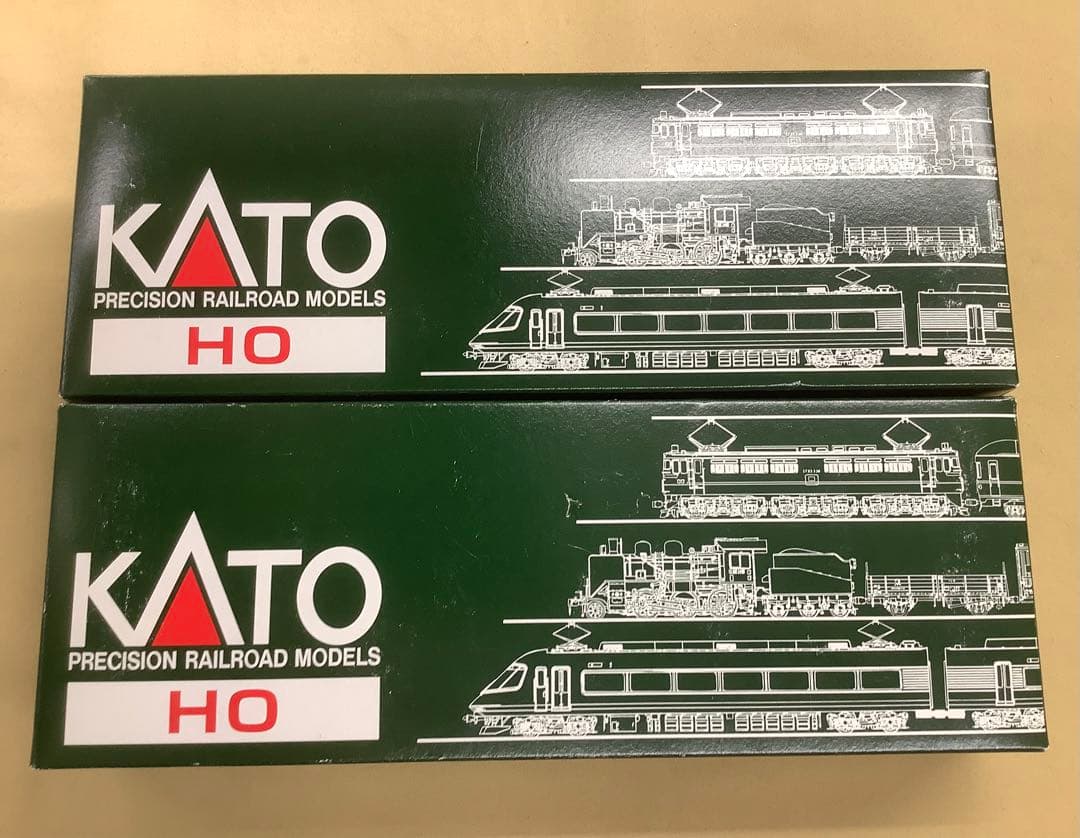 KATO
PRECISION RAILROAD MODELS
HO
KATO
PRECISION RAILROAD MODELS
HO